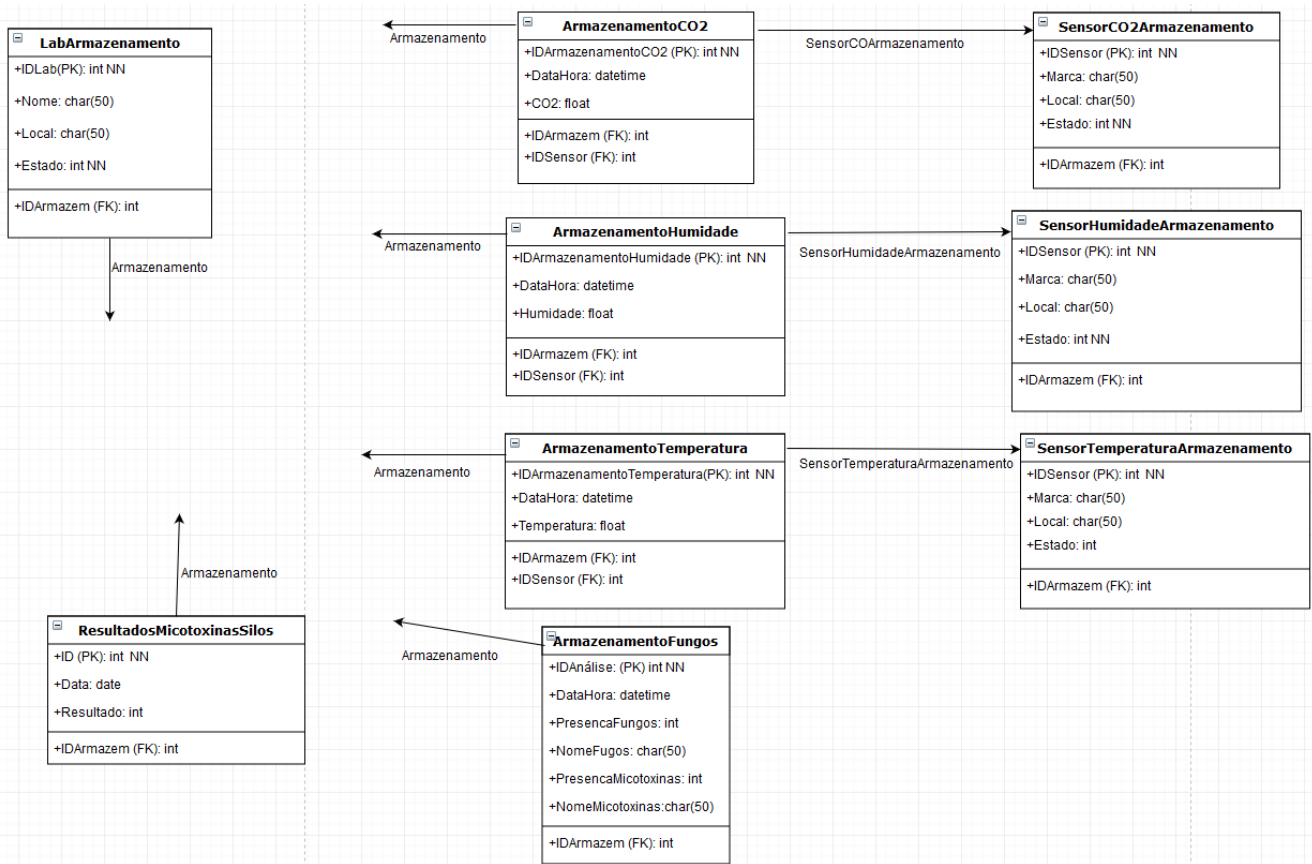 LabArmazenamento
+IDLab(PK): int NN
+Nome: char(50)
+Local: char(50)
+Estado: int NN
+IDArmazem (FK): int
Armazenamento
Armazenamento
ArmazenamentoCO2
+IDArmazenamentoCO2 (PK): int NN
+DataHora: datetime
+CO2: float
+IDArmazem (FK): int
+IDSensor (FK): int
SensorCOArmazenamento
SensorCO2Armazenamento
+IDSensor (PK): int NN
+Marca: char(50)
+Local: char(50)
+Estado: int NN
+IDArmazem (FK): int
Armazenamento
ArmazenamentoHumidade
+IDArmazenamentoHumidade (PK): int NN
+DataHora: datetime
+Humidade: float
+IDArmazem (FK): int
+IDSensor (FK): int
SensorHumidadeArmazenamento
SensorHumidadeArmazenamento
+IDSensor (PK): int NN
+Marca: char(50)
+Local: char(50)
+Estado: int NN
+IDArmazem (FK): int
Armazenamento
ArmazenamentoTemperatura
+IDArmazenamentoTemperatura(PK): int NN
+DataHora: datetime
+Temperatura: float
+IDArmazem (FK): int
+IDSensor (FK): int
SensorTemperaturaArmazenamento
SensorTemperaturaArmazenamento
+IDSensor (PK): int NN
+Marca: char(50)
+Local: char(50)
+Estado: int
+IDArmazem (FK): int
Armazenamento
ResultadosMicotoxinasSilos
+ID (PK): int NN
+Data: date
+Resultado: int
+IDArmazem (FK): int
Armazenamento
ArmazenamentoFungos
+IDAnálise: (PK) int NN
+DataHora: datetime
+PresencaFungos: int
+NomeFugos: char(50)
+PresencaMicotoxinas: int
+NomeMicotoxinas:char(50)
+IDArmazem (FK): int